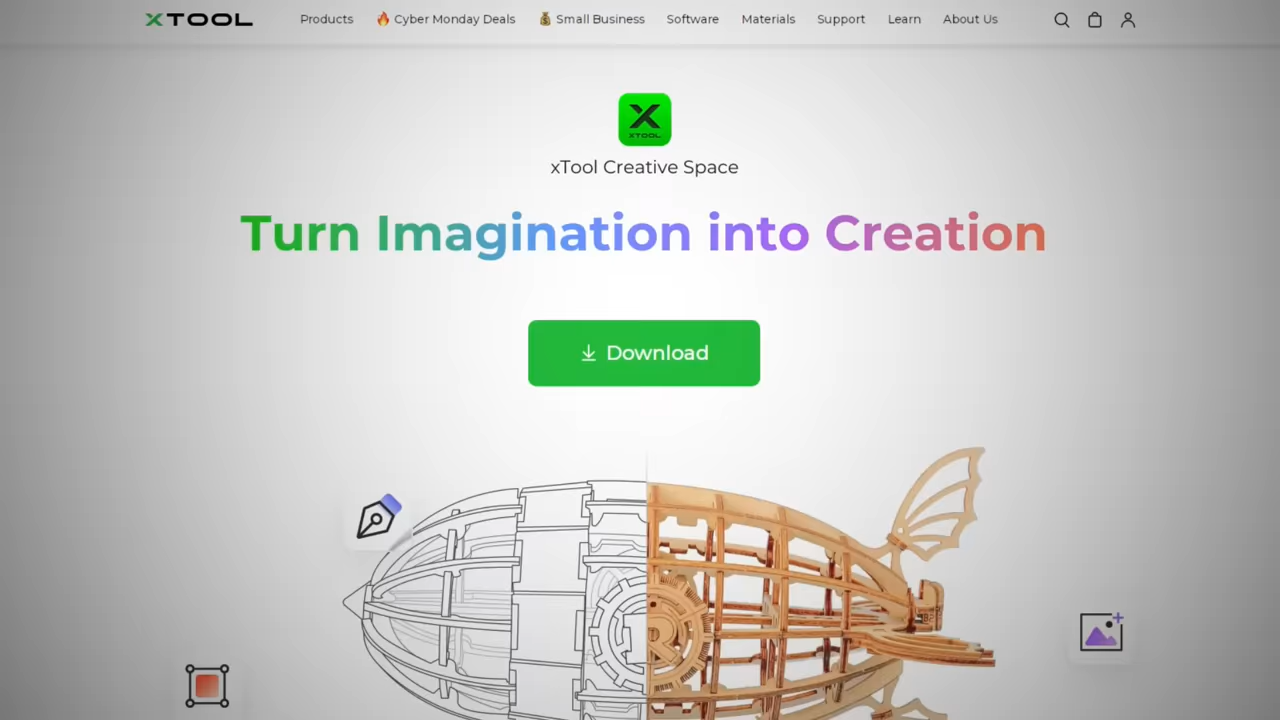 XTOOL
Products
Cyber Monday Deals
Small Business
Software
Materials
Support
Learn
About Us
X
XTOOL
xTool Creative Space
Turn Imagination into Creation
Download